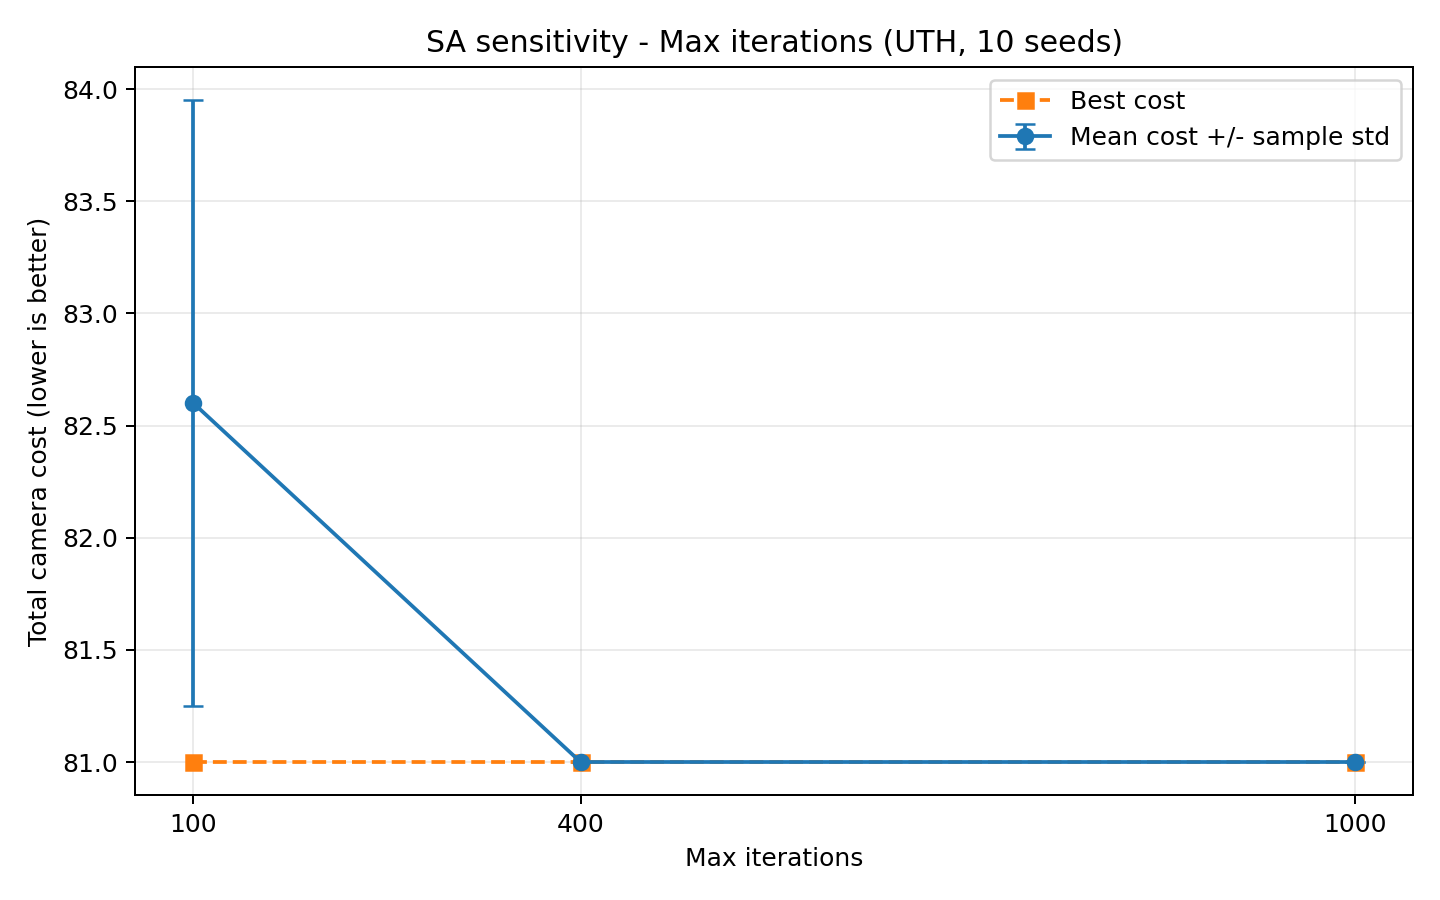 SA sensitivity - Max iterations (UTH, 10 seeds)
Best cost
Mean cost +/- sample std
Total camera cost (lower is better)
84.0
83.5
83.0
82.5
82.0
81.5
81.0
100 400 1000
Max iterations